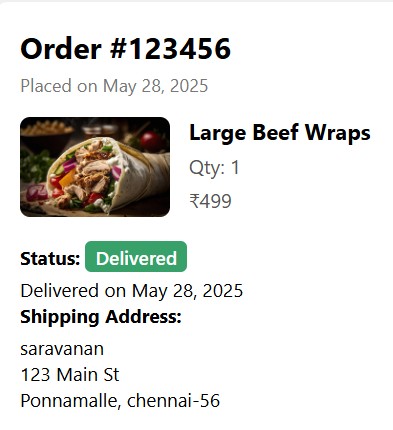 Order #123456
Placed on May 28, 2025
Large Beef Wraps
Qty: 1
₹499
Status: Delivered
Delivered on May 28, 2025
Shipping Address:
saravanan
123 Main St
Ponnamalle, chennai-56